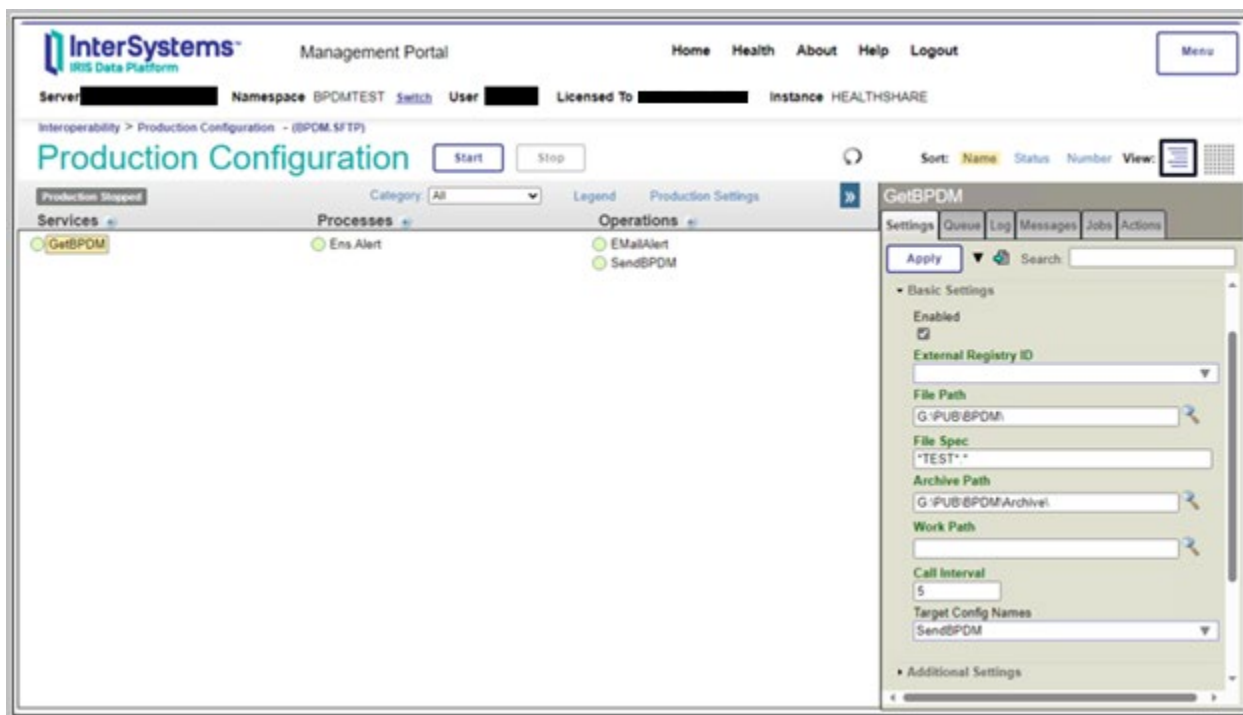 InterSystems™
IRIS Data Platform
Management Portal
Home Health About Help Logout
Menu
Server Namespace BPDMTEST Switch User Licensed To Instance HEALTHSHARE
Interoperability > Production Configuration - (BPDM.SFTP)
Production Configuration Start Stop
Sort: Name Status Number View:
Production Stopped Category: All Legend Production Settings »
Services Processes Operations
GetBPDM Ens.Alert EMailAlert
SendBPDM
GetBPDM
Settings Queue Log Messages Jobs Actions
Apply Search:
Basic Settings
Enabled
External Registry ID
File Path
G:\PUB\BPDM\
File Spec
*TEST*.*
Archive Path
G:\PUB\BPDM\Archive\
Work Path
Call Interval
5
Target Config Names
SendBPDM
Additional Settings